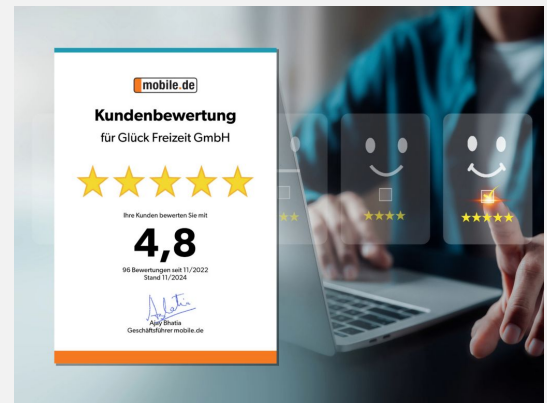 mobile.de
Kundenbewertung
für Glück Freizeit GmbH
Ihre Kunden bewerten Sie mit
4,8
96 Bewertungen seit 11/2022
Stand 11/2024
Ajay Bhatia
Geschäftsführer mobile.de